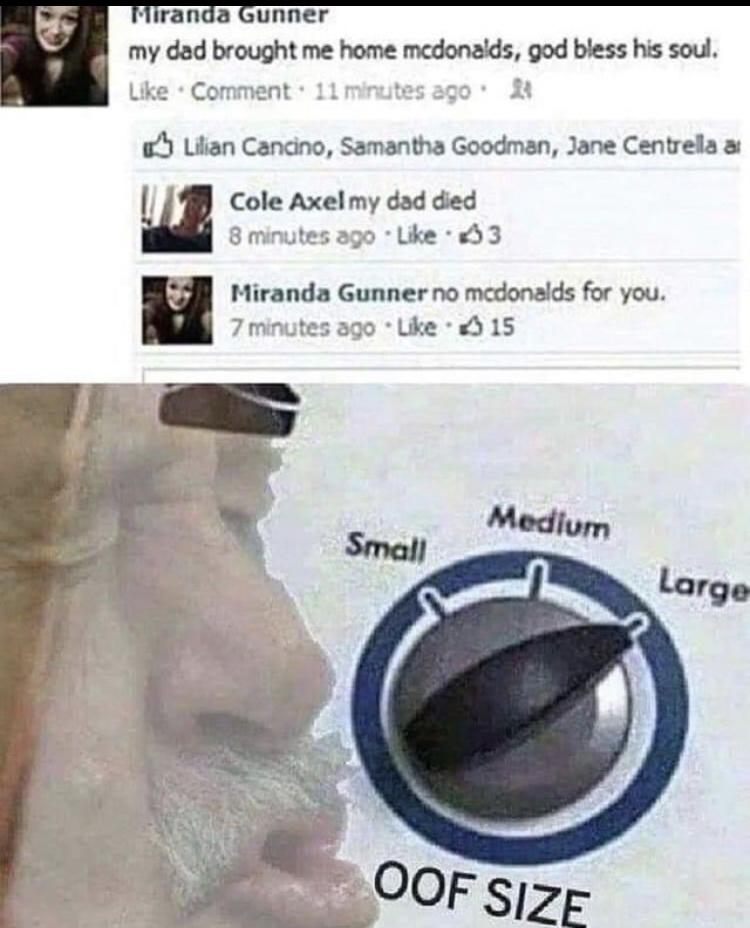 Miranda Gunner
my dad brought me home mcdonalds, god bless his soul.
Like · Comment · 11 minutes ago ·
Lilian Cancino, Samantha Goodman, Jane Centrella
Cole Axel my dad died
8 minutes ago · Like · 3
Miranda Gunner no mcdonalds for you.
7 minutes ago · Like · 15
Medium
Small
Large
OOF SIZE